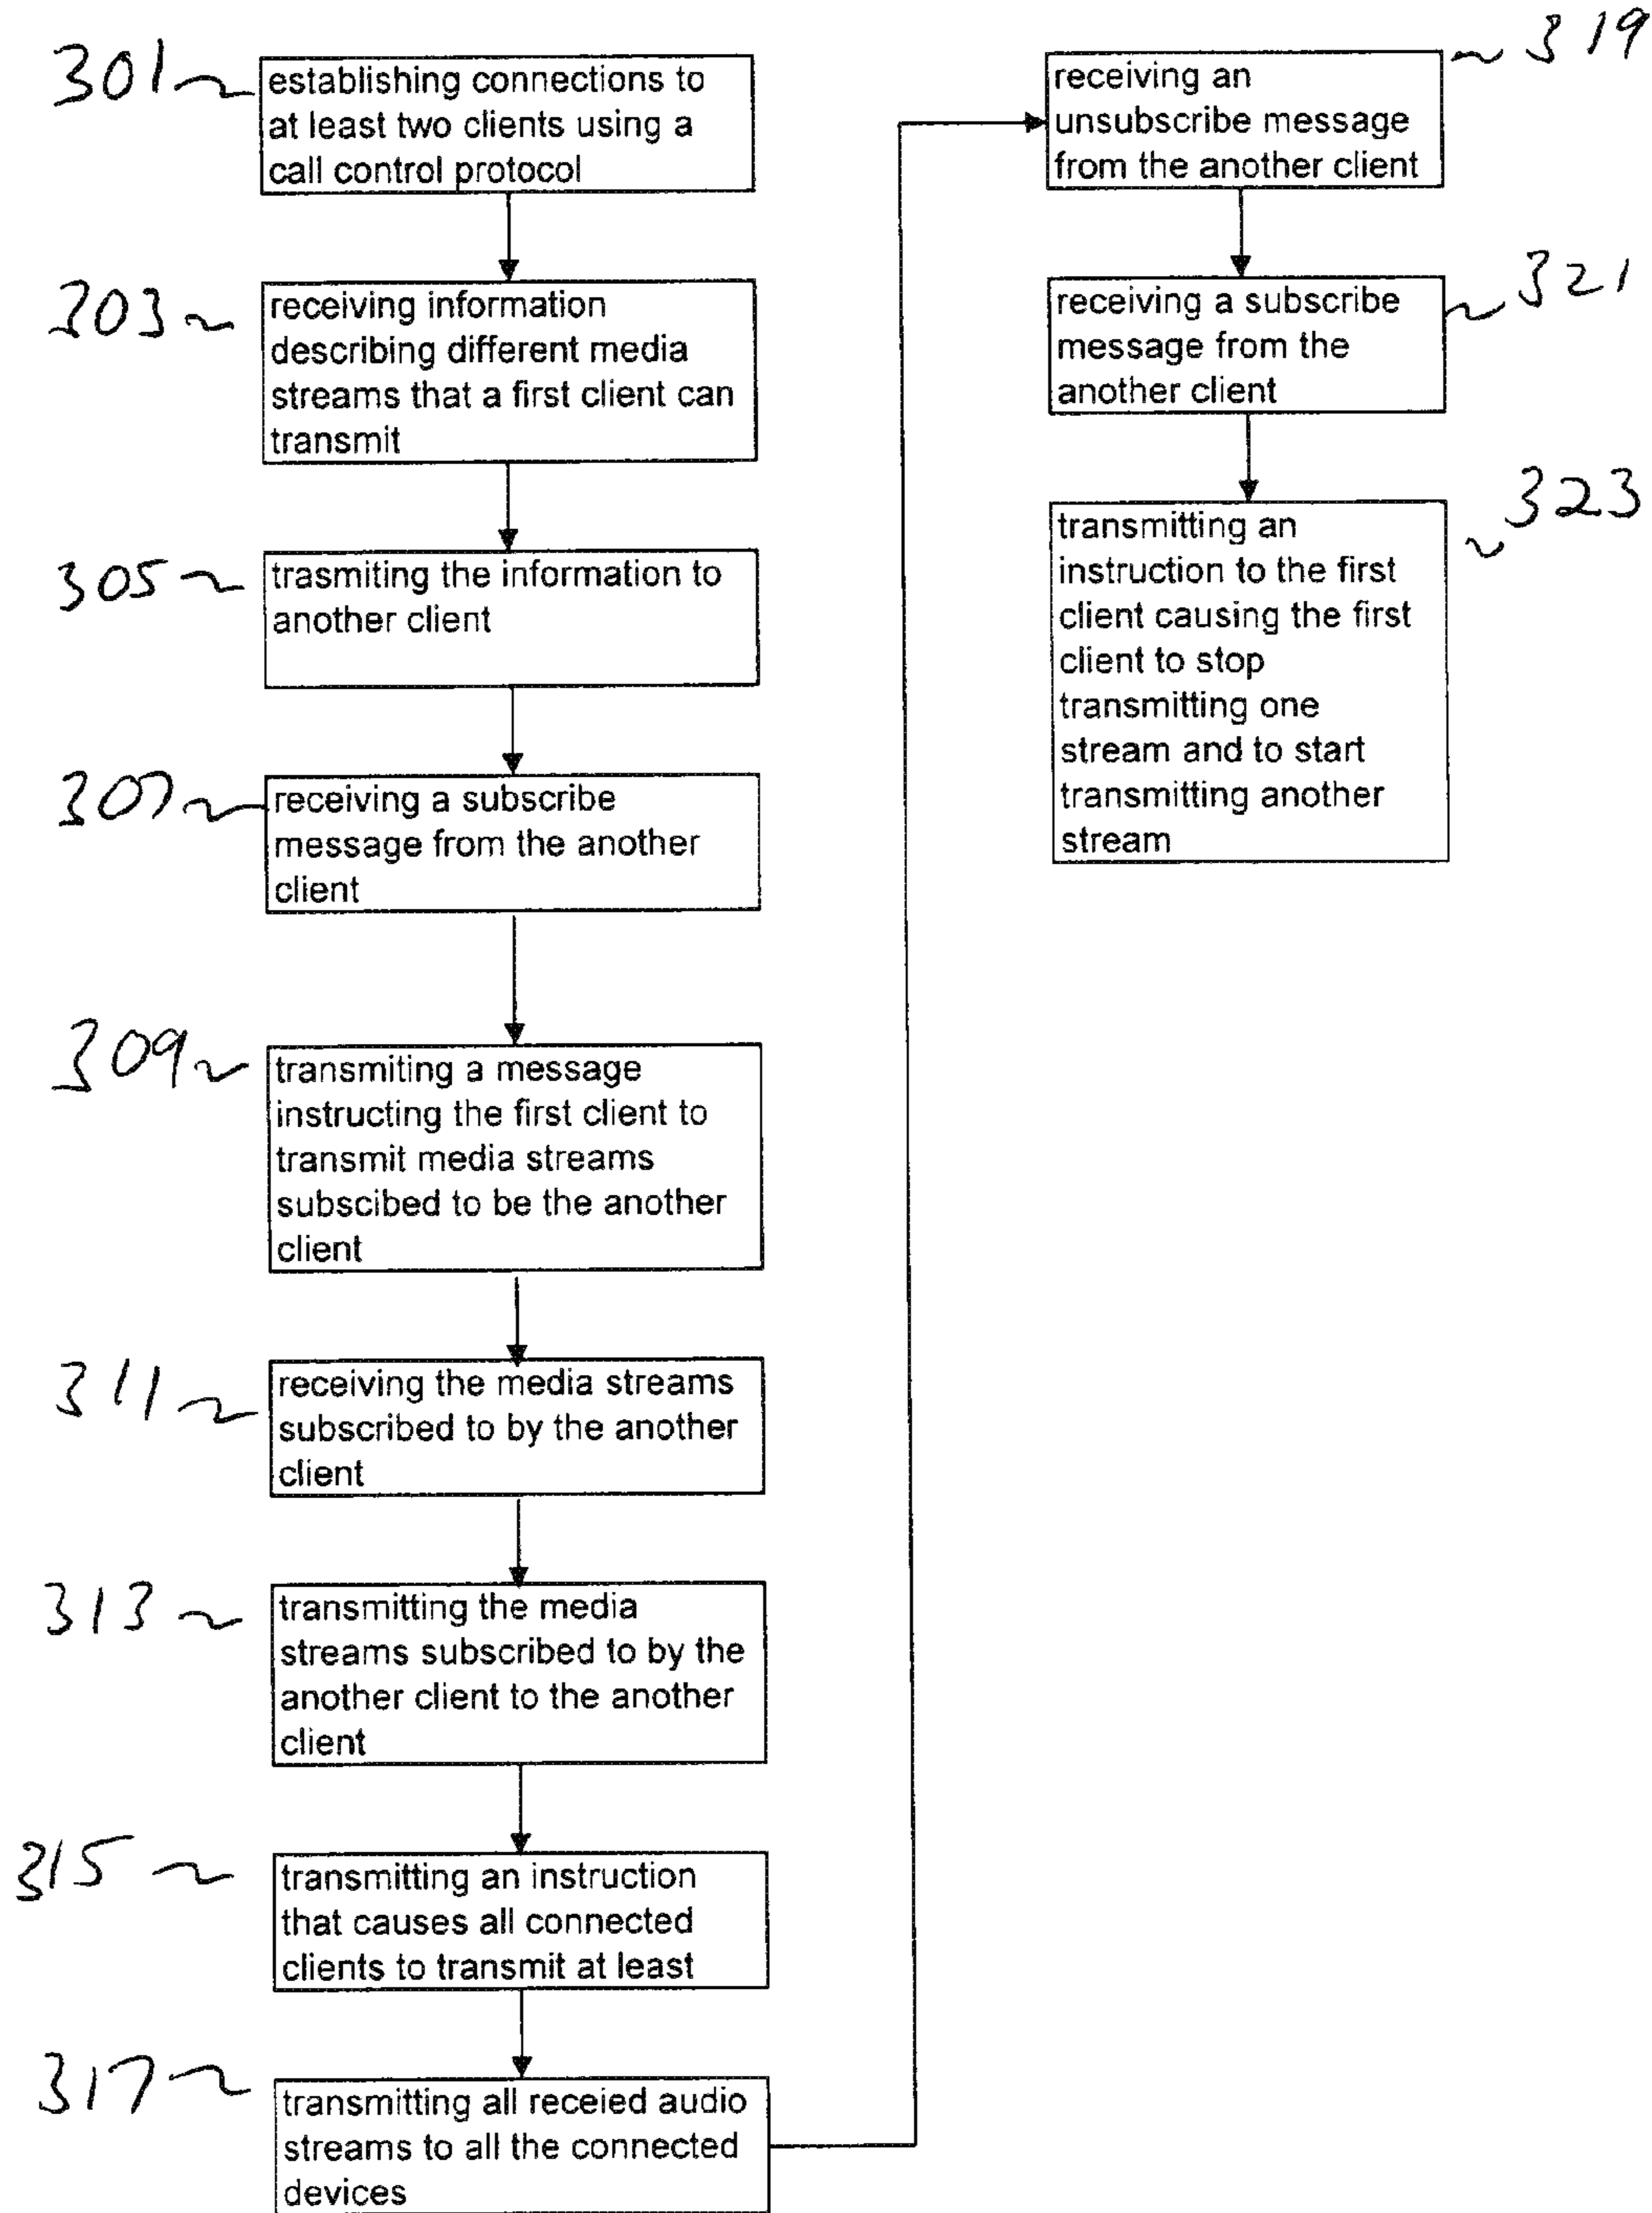 301
establishing connections to
at least two clients using a
call control protocol
303
receiving information
describing different media
streams that a first client can
transmit
305
trasmiting the information to
another client
307
receiving a subscribe
message from the another
client
309
transmiting a message
instructing the first client to
transmit media streams
subscibed to be the another
client
311
receiving the media streams
subscribed to by the another
client
313
transmitting the media
streams subscribed to by the
another client to the another
client
315
transmitting an instruction
that causes all connected
clients to transmit at least
317
transmitting all receied audio
streams to all the connected
devices
319
receiving an
unsubscribe message
from the another client
321
receiving a subscribe
message from the
another client
323
transmitting an
instruction to the first
client causing the first
client to stop
transmitting one
stream and to start
transmitting another
stream